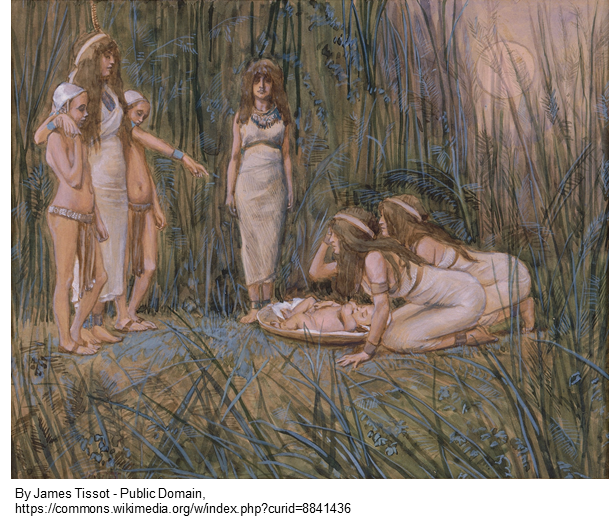 By James Tissot - Public Domain,
https://commons.wikimedia.org/w/index.php?curid=8841436